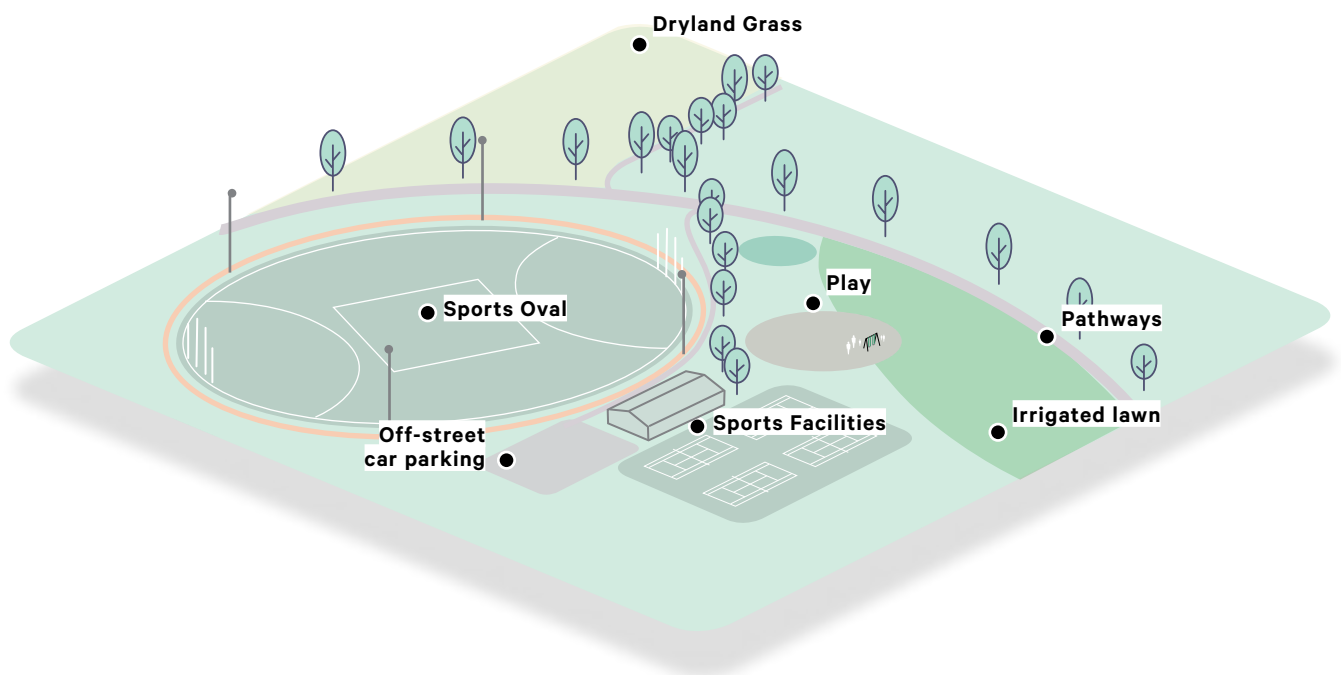 Dryland Grass
Play
Sports Oval
Pathways
Irrigated lawn
Sports Facilities
Off-street
car parking